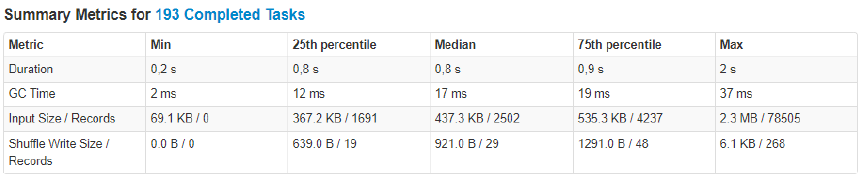 Summary Metrics for 193 Completed Tasks
Metric Min 25th percentile Median 75th percentile Max
Duration 0,2 s 0,8 s 0,8 s 0,9 s 2 s
GC Time 2 ms 12 ms 17 ms 19 ms 37 ms
Input Size / Records 69.1 KB / 0 367.2 KB / 1691 437.3 KB / 2502 535.3 KB / 4237 2.3 MB / 78505
Shuffle Write Size / 0.0 B / 0 639.0 B / 19 921.0 B / 29 1291.0 B / 48 6.1 KB / 268
Records